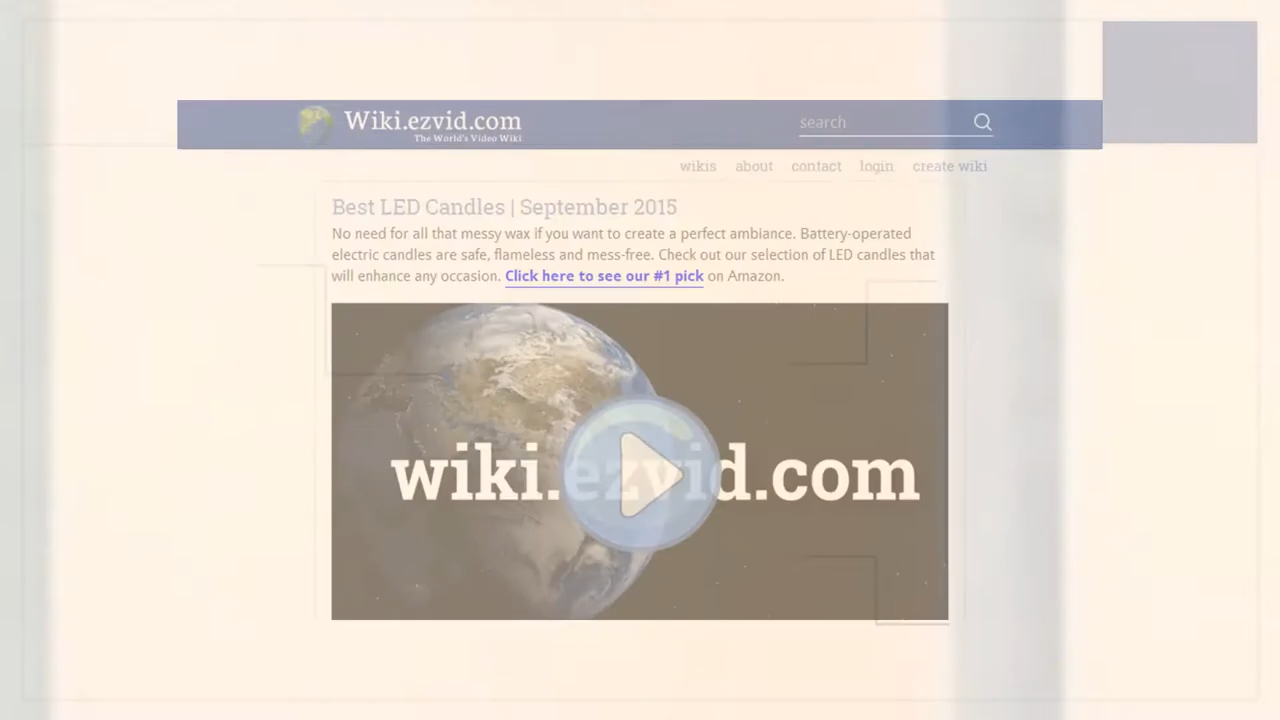 Wiki.ezvid.com
The World's Video Wiki
search
wikis about contact login create wiki
Best LED Candles | September 2015
No need for all that messy wax if you want to create a perfect ambiance. Battery-operated
electric candles are safe, flameless and mess-free. Check out our selection of LED candles that
will enhance any occasion. Click here to see our #1 pick on Amazon.
wiki.ezvid.com